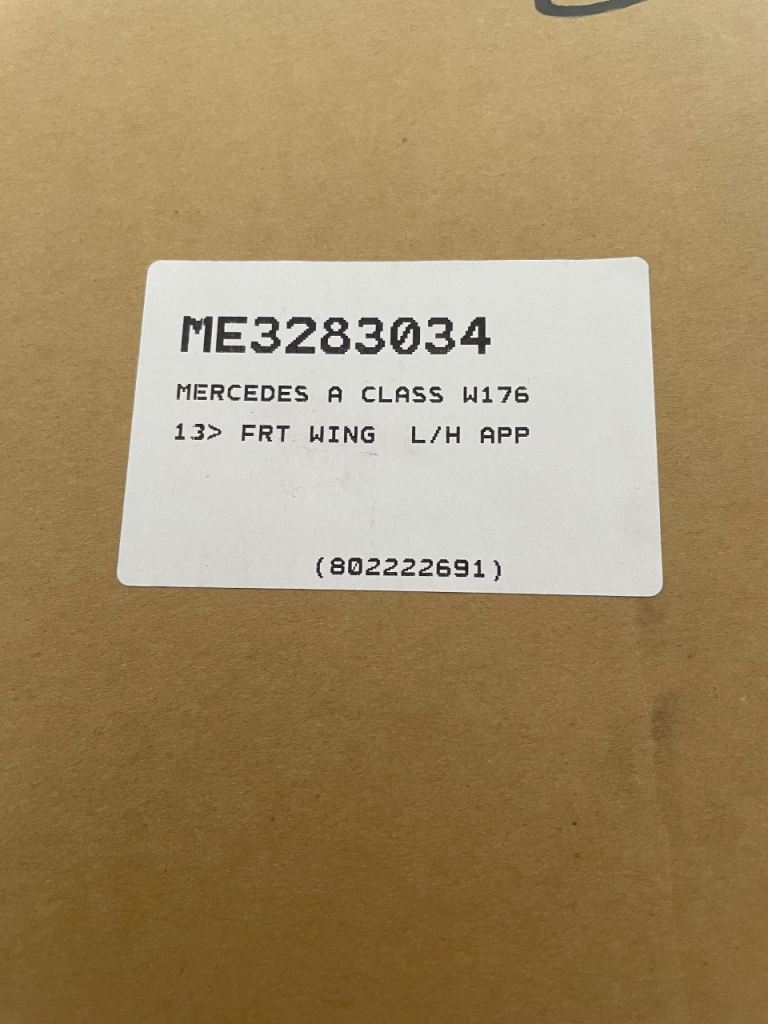 ME3283034
MERCEDES A CLASS W176
13> FRT WING  L/H APP
(802222691)